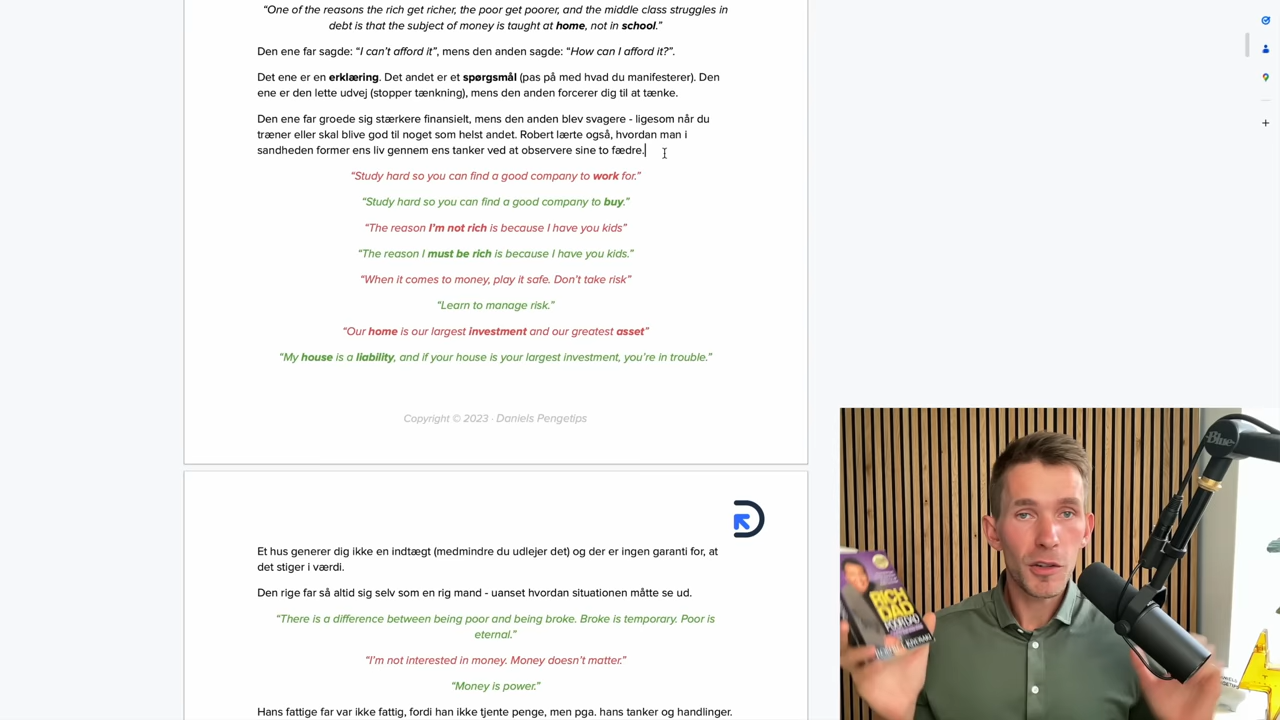 “One of the reasons the rich get richer, the poor get poorer, and the middle class struggles in
debt is that the subject of money is taught at home, not in school.”
Den ene far sagde: “I can’t afford it”, mens den anden sagde: “How can I afford it?”.
Det ene er en erklæring. Det andet er et spørgsmål (pas på med hvad du manifesterer). Den
ene er den lette udvej (stopper tænkning), mens den anden forcerer dig til at tænke.
Den ene far groede sig stærkere finansielt, mens den anden blev svagere - ligesom når du
træner eller skal blive god til noget som helst andet. Robert lærte også, hvordan man i
sandheden former ens liv gennem ens tanker ved at observere sine to fædre.
“Study hard so you can find a good company to work for.”
“Study hard so you can find a good company to buy.”
“The reason I’m not rich is because I have you kids”
“The reason I must be rich is because I have you kids.”
“When it comes to money, play it safe. Don’t take risk”
“Learn to manage risk.”
“Our home is our largest investment and our greatest asset”
“My house is a liability, and if your house is your largest investment, you’re in trouble.”
Copyright © 2023 · Daniels Pengetips
Et hus generer dig ikke en indtægt (medmindre du udlejer det) og der er ingen garanti for, at
det stiger i værdi.
Den rige far så altid sig selv som en rig mand - uanset hvordan situationen måtte se ud.
“There is a difference between being poor and being broke. Broke is temporary. Poor is
eternal.”
“I’m not interested in money. Money doesn’t matter.”
“Money is power.”
Hans fattige far var ikke fattig, fordi han ikke tjente penge, men pga. hans tanker og handlinger.
Blue
RICH
DAD
POOR DAD